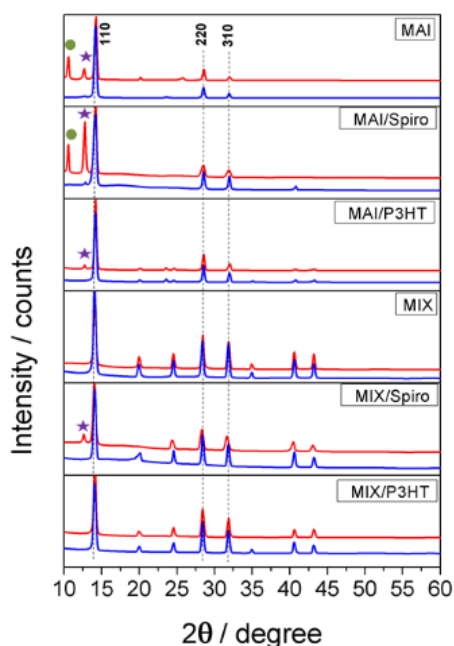 110
220
310
MAI
MAI/Spiro
MAI/P3HT
MIX
MIX/Spiro
MIX/P3HT
Intensity / counts
10 15 20 25 30 35 40 45 50 55 60
2θ / degree